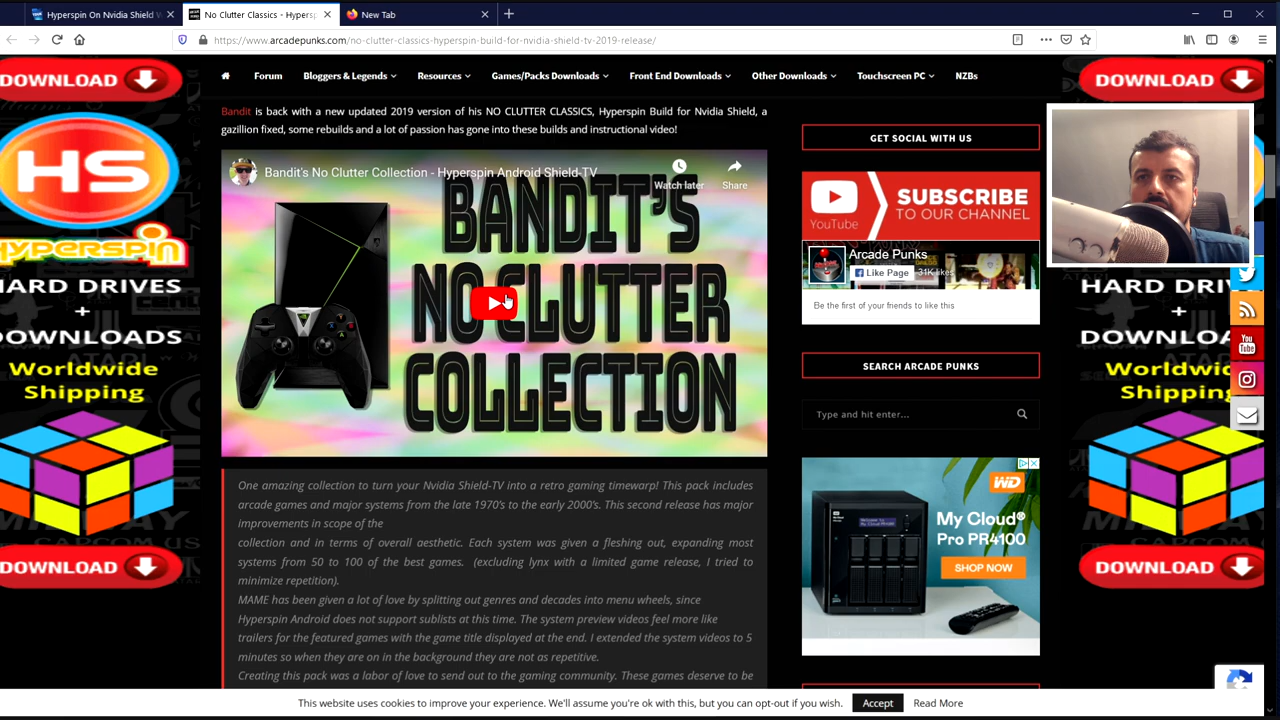 Hyperspin On Nvidia Shield
No Clutter Classics - Hypersp
New Tab
https://www.arcadepunks.com/no-clutter-classics-hyperspin-build-for-nvidia-shield-tv-2019-release/
DOWNLOAD
Forum
Bloggers & Legends
Resources
Games/Packs Downloads
Front End Downloads
Other Downloads
Touchscreen PC
NZBs
DOWNLOAD
Bandit is back with a new updated 2019 version of his NO CLUTTER CLASSICS, Hyperspin Build for Nvidia Shield, a
gazillion fixed, some rebuilds and a lot of passion has gone into these builds and instructional video!
HS
HyperSpin
HARD DRIVES
+
DOWNLOADS
Worldwide
Shipping
DOWNLOAD
Bandit's No Clutter Collection - Hyperspin Android Shield-TV
Watch later
Share
BANDIT'S
NO CLUTTER
COLLECTION
One amazing collection to turn your Nvidia Shield-TV into a retro gaming timewarp! This pack includes
arcade games and major systems from the late 1970's to the early 2000's. This second release has major
improvements in scope of the
collection and in terms of overall aesthetic. Each system was given a fleshing out, expanding most
systems from 50 to 100 of the best games. (excluding lynx with a limited game release, I tried to
minimize repetition).
MAME has been given a lot of love by splitting out genres and decades into menu wheels, since
Hyperspin Android does not support sublists at this time. The system preview videos feel more like
trailers for the featured games with the game title displayed at the end. I extended the system videos to 5
minutes so when they are on in the background they are not as repetitive.
Creating this pack was a labor of love to send out to the gaming community. These games deserve to be
GET SOCIAL WITH US
YouTube
SUBSCRIBE
TO OUR CHANNEL
Arcade Punks
Like Page
31K likes
Be the first of your friends to like this
SEARCH ARCADE PUNKS
Type and hit enter...
WD
My Cloud®
Pro PR4100
SHOP NOW
HARD DRIV
+
DOWNLOA
Worldw
Shipping
You
Tube
DOWNLOAD
This website uses cookies to improve your experience. We'll assume you're ok with this, but you can opt-out if you wish.
Accept
Read More